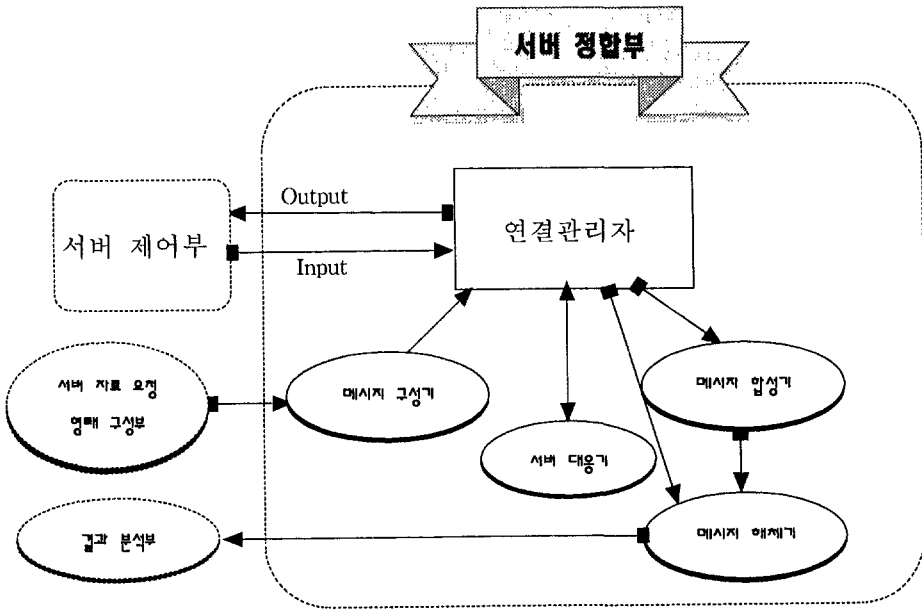 서버 정합부
Output
서버 제어부
연결관리자
Input
서버 자료 요청
형태 구성부
메시지 구성기
메시지 합성기
서버 대응기
결과 분석부
메시지 해체기